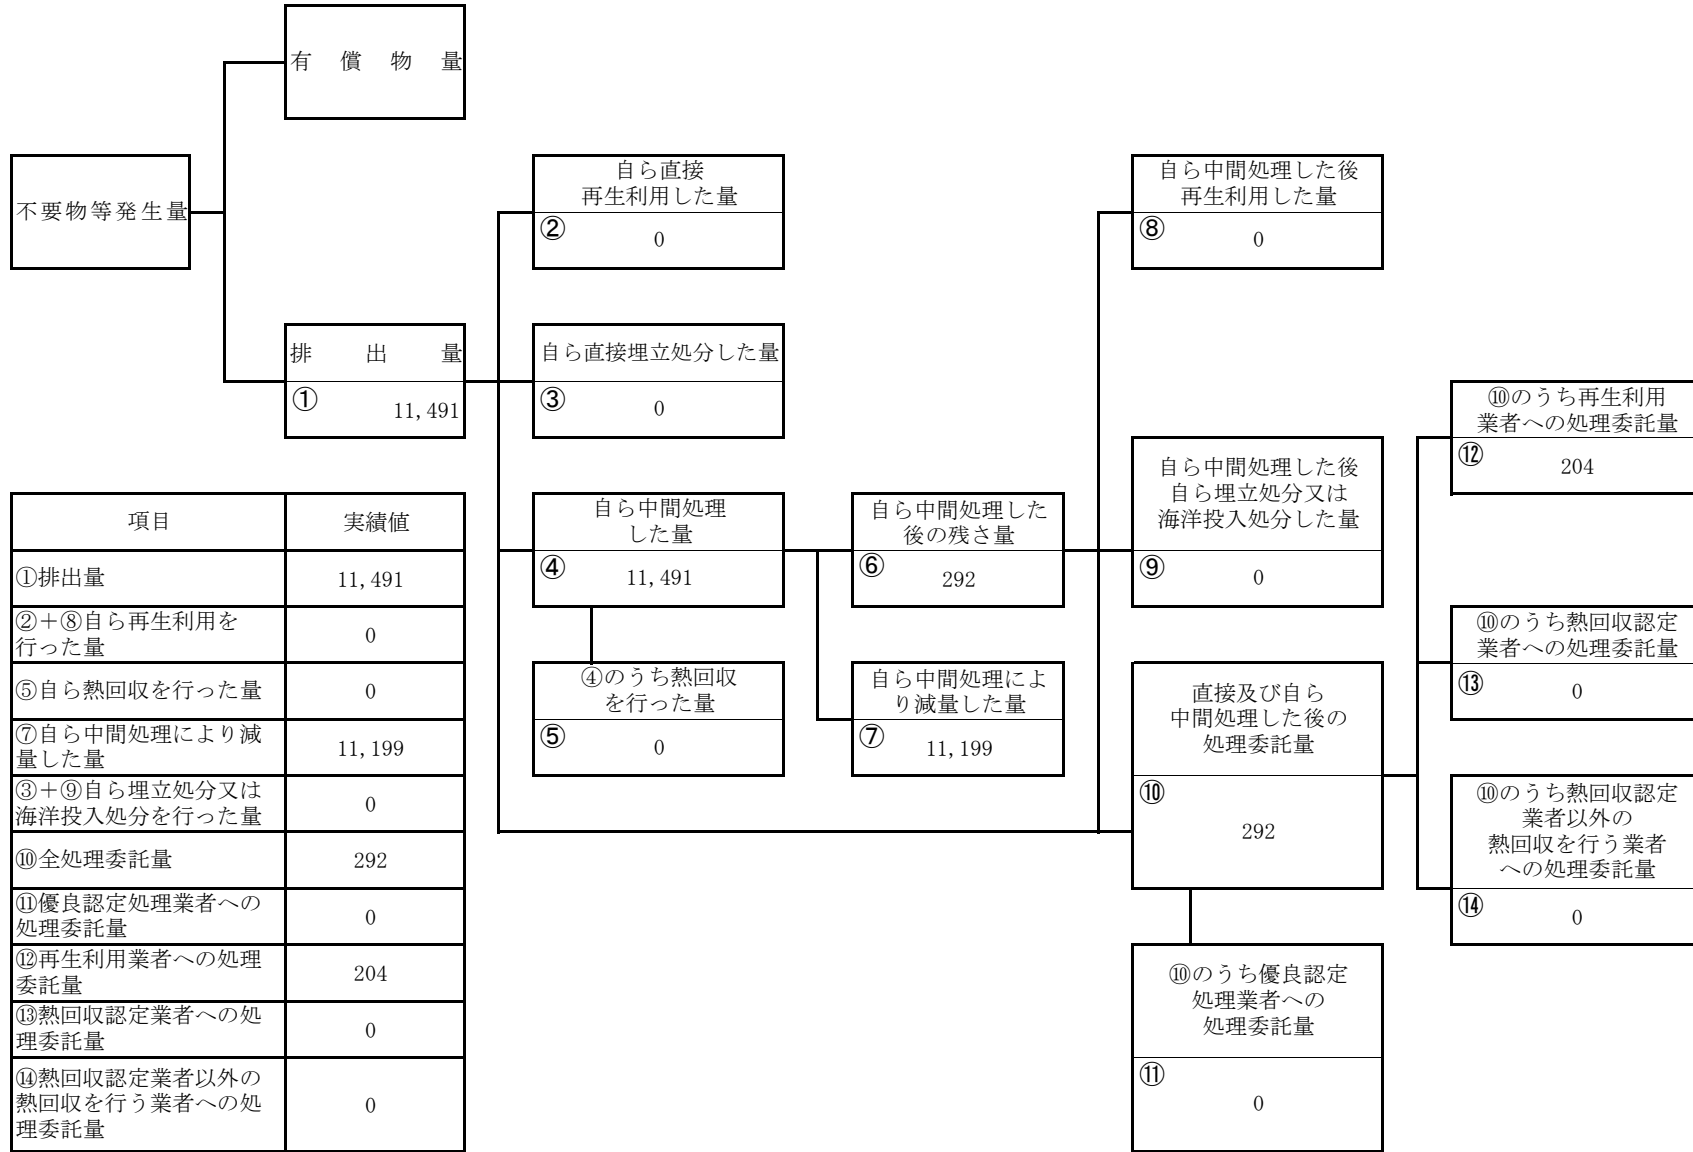 有償物量
不要物等発生量
自ら直接
再生利用した量
②
0
自ら中間処理した後
再生利用した量
⑧
0
排出量
①
11,491
自ら直接埋立処分した量
③
0
⑩のうち再生利用
業者への処理委託量
⑫
204
自ら中間処理
した量
④
11,491
自ら中間処理した
後の残さ量
⑥
292
自ら中間処理した後
自ら埋立処分又は
海洋投入処分した量
⑨
0
⑩のうち熱回収認定
業者への処理委託量
⑬
0
④のうち熱回収
を行った量
⑤
0
自ら中間処理によ
り減量した量
⑦
11,199
直接及び自ら
中間処理した後の
処理委託量
⑩
292
⑩のうち熱回収認定
業者以外の
熱回収を行う業者
への処理委託量
⑭
0
⑩のうち優良認定
処理業者への
処理委託量
⑪
0
項目 実績値
①排出量 11,491
②+⑧自ら再生利用を
行った量 0
⑤自ら熱回収を行った量 0
⑦自ら中間処理により減
量した量 11,199
③+⑨自ら埋立処分又は
海洋投入処分を行った量 0
⑩全処理委託量 292
⑪優良認定処理業者への
処理委託量 0
⑫再生利用業者への処理
委託量 204
⑬熱回収認定業者への処
理委託量 0
⑭熱回収認定業者以外の
熱回収を行う業者への処
理委託量 0